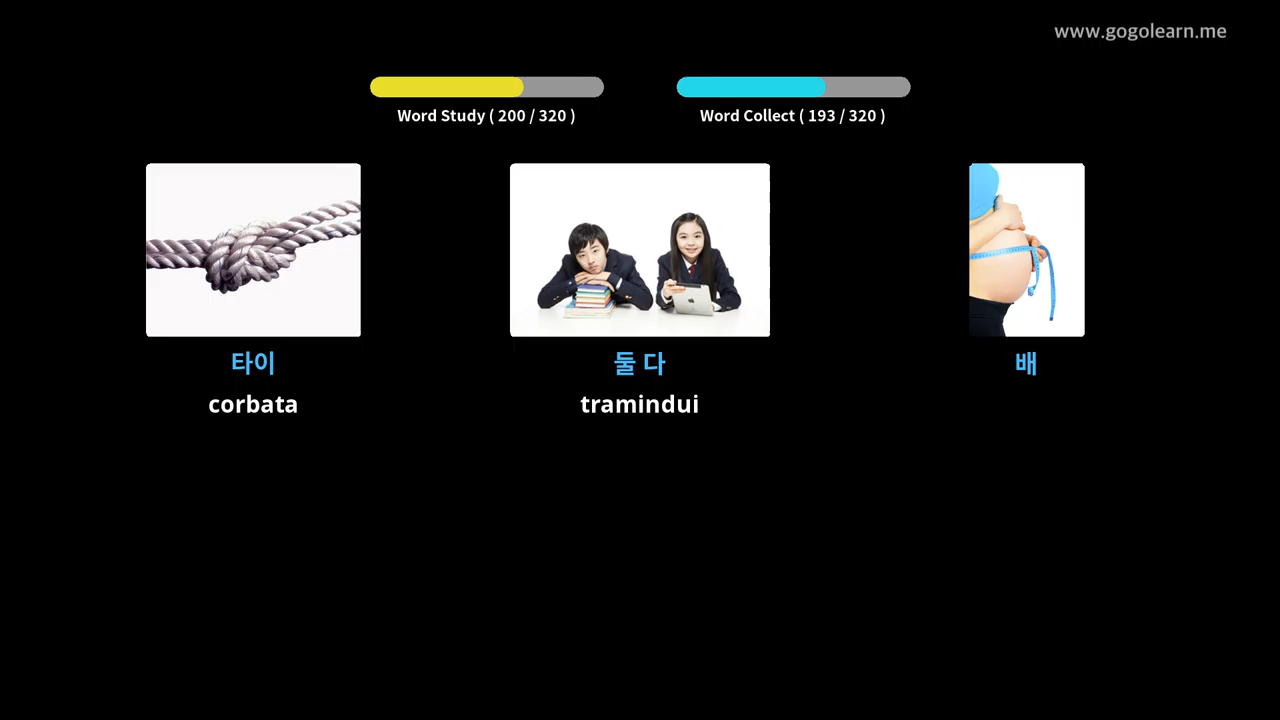 www.gogolearn.me
Word Study ( 200 / 320 )
Word Collect ( 193 / 320 )
타이
둘 다
배
corbata
tramindui